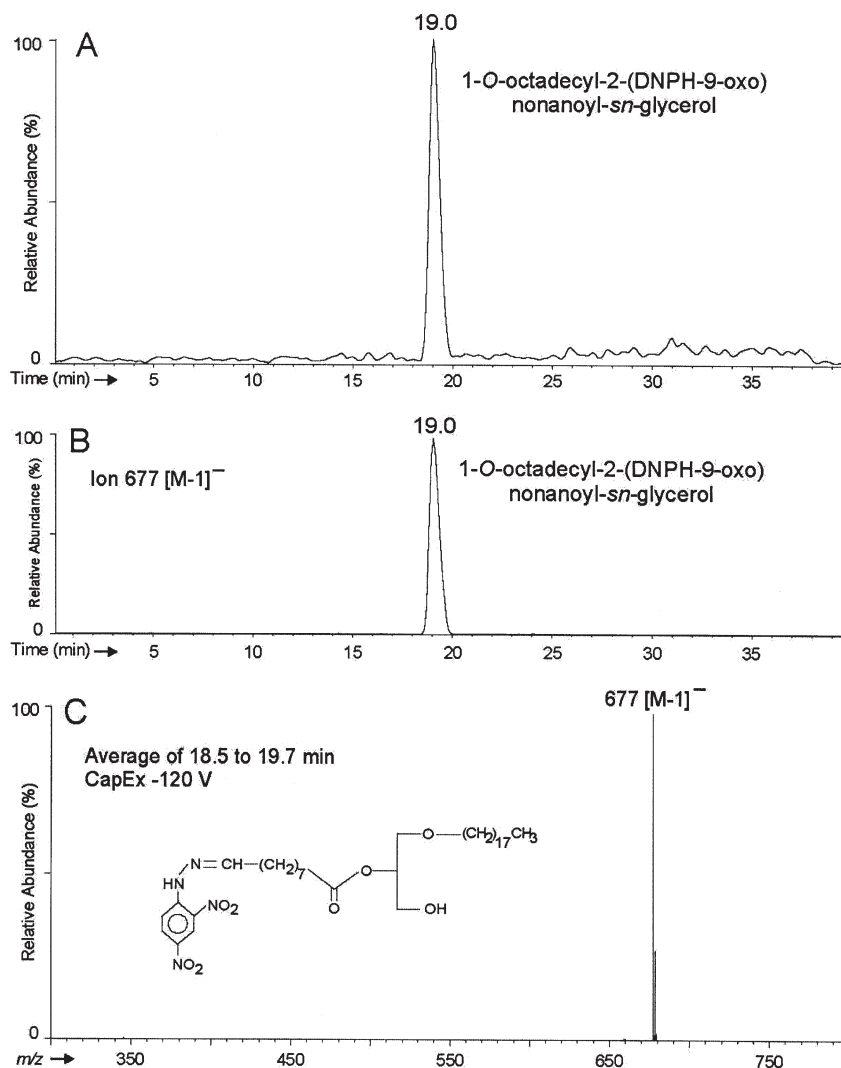 A
19.0
1-O-octadecyl-2-(DNPH-9-oxo)
nonanoyl-sn-glycerol
100
Relative Abundance (%)
0
Time (min) → 5 10 15 20 25 30 35
B
19.0
Ion 677 [M-1]⁻
1-O-octadecyl-2-(DNPH-9-oxo)
nonanoyl-sn-glycerol
100
Relative Abundance (%)
0
Time (min) → 5 10 15 20 25 30 35
C
677 [M-1]⁻
100
Average of 18.5 to 19.7 min
CapEx -120 V
Relative Abundance (%)
O—(CH₂)₁₇CH₃
N=CH—(CH₂)₇
O
HN
O
OH
NO₂
NO₂
0
m/z → 350 450 550 650 750